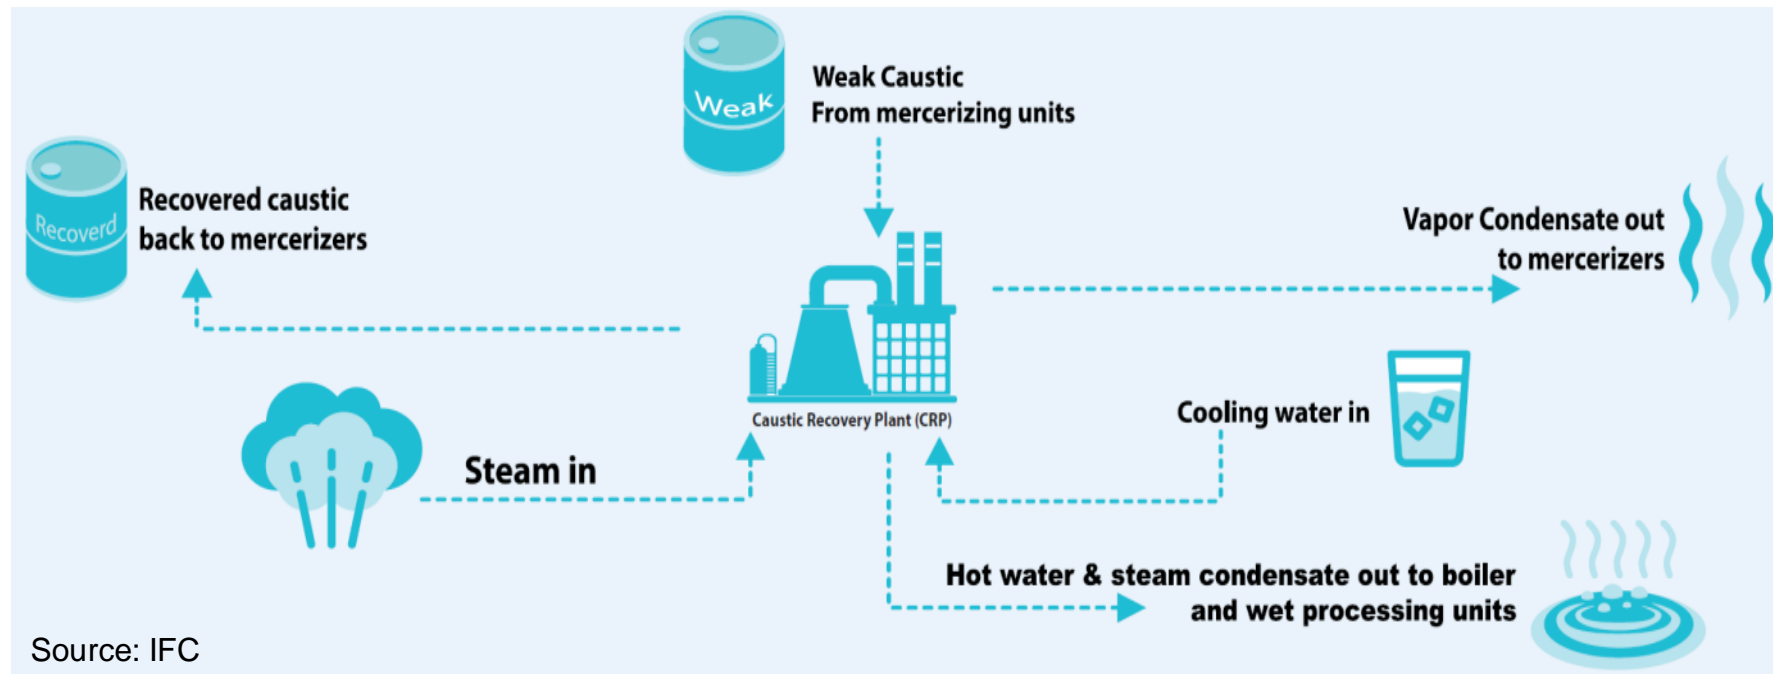 Weak
Weak Caustic
From mercerizing units
Recoverd
Recovered caustic
back to mercerizers
Vapor Condensate out
to mercerizers
Caustic Recovery Plant (CRP)
Cooling water in
Steam in
Hot water & steam condensate out to boiler
and wet processing units
Source: IFC